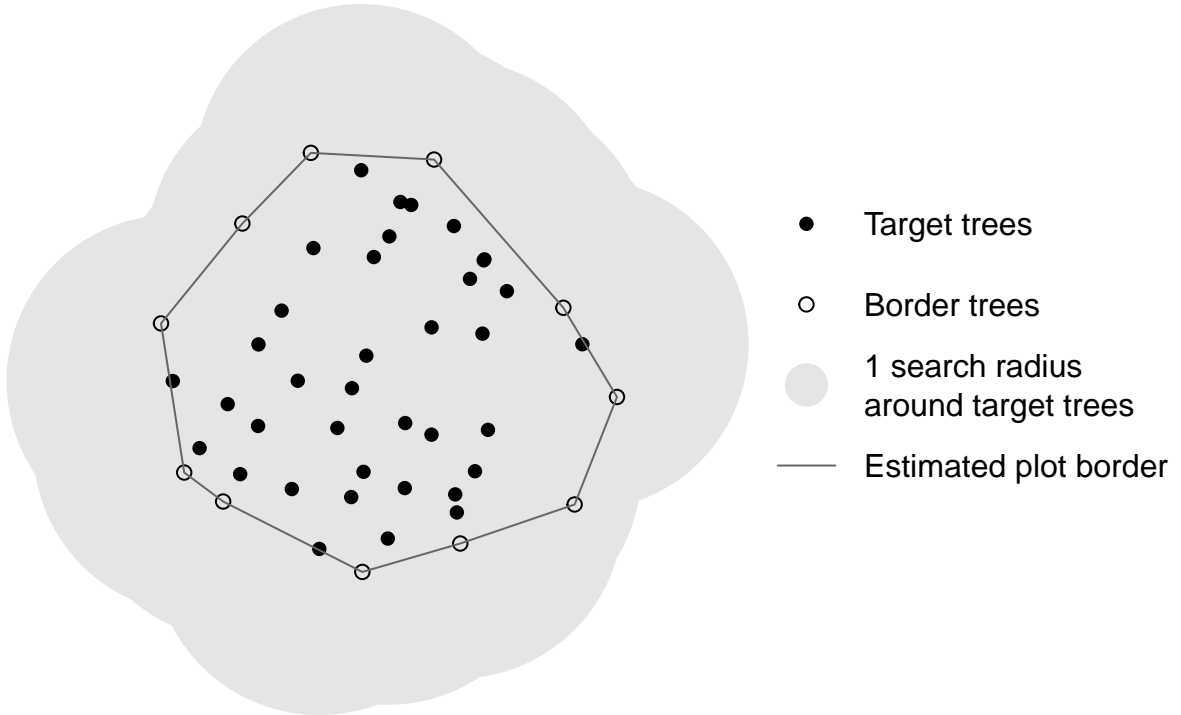 Target trees
Border trees
1 search radius
around target trees
Estimated plot border